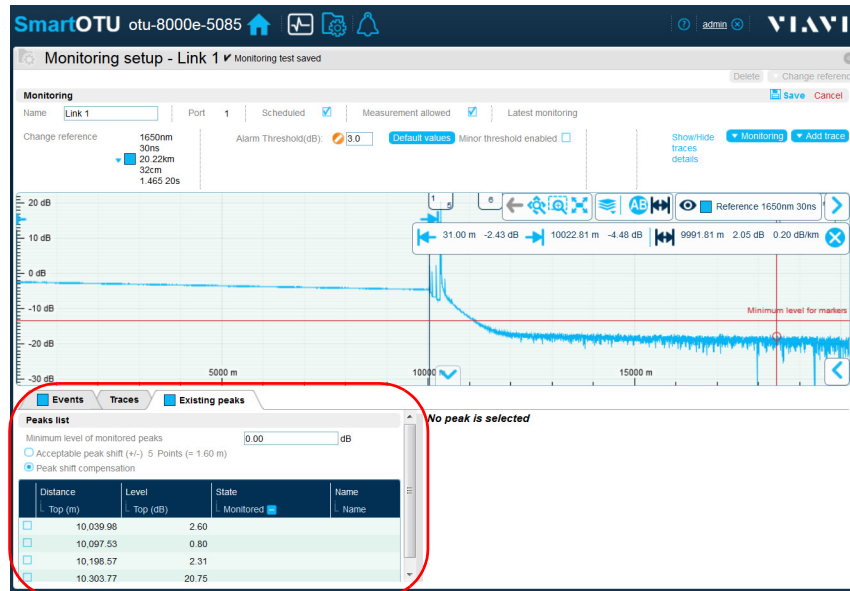 SmartOTU otu-8000e-5085 admin VIAVI
Monitoring setup - Link 1 ✔ Monitoring test saved
Delete Change referenc
Monitoring Save Cancel
Name Link 1 Port 1 Scheduled Measurement allowed Latest monitoring
Change reference 1650nm Alarm Threshold(dB): 3.0 Default values Minor threshold enabled Show/Hide Monitoring Add trace
30ns traces
20.22km details
32cm
1.465 20s
20 dB 1 5 6 AB Reference 1650nm 30ns
10 dB 31.00 m -2.43 dB 10022.81 m -4.48 dB 9991.81 m 2.05 dB 0.20 dB/km
0 dB
-10 dB Minimum level for markers
-20 dB
-30 dB 5000 m 10000 15000 m
Events Traces Existing peaks
Peaks list No peak is selected
Minimum level of monitored peaks 0.00 dB
Acceptable peak shift (+/-) 5 Points (= 1.60 m)
Peak shift compensation
Distance Level State Name
Top (m) Top (dB) Monitored Name
10,039.98 2.60
10,097.53 0.80
10,198.57 2.31
10,303.77 20.75